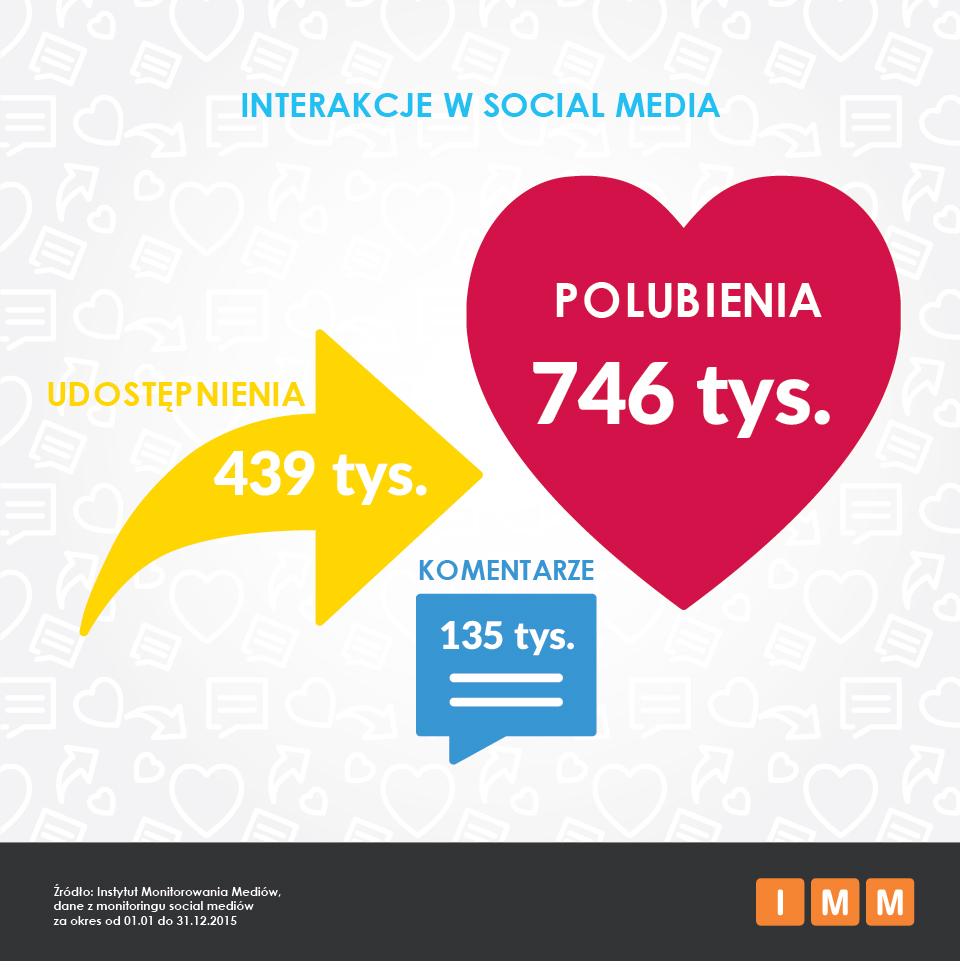 INTERAKCJE W SOCIAL MEDIA
POLUBIENIA
746 tys.
UDOSTĘPNIENIA
439 tys.
KOMENTARZE
135 tys.
Źródło: Instytut Monitorowania Mediów,
dane z monitoringu social mediów
za okres od 01.01 do 31.12.2015
IMM